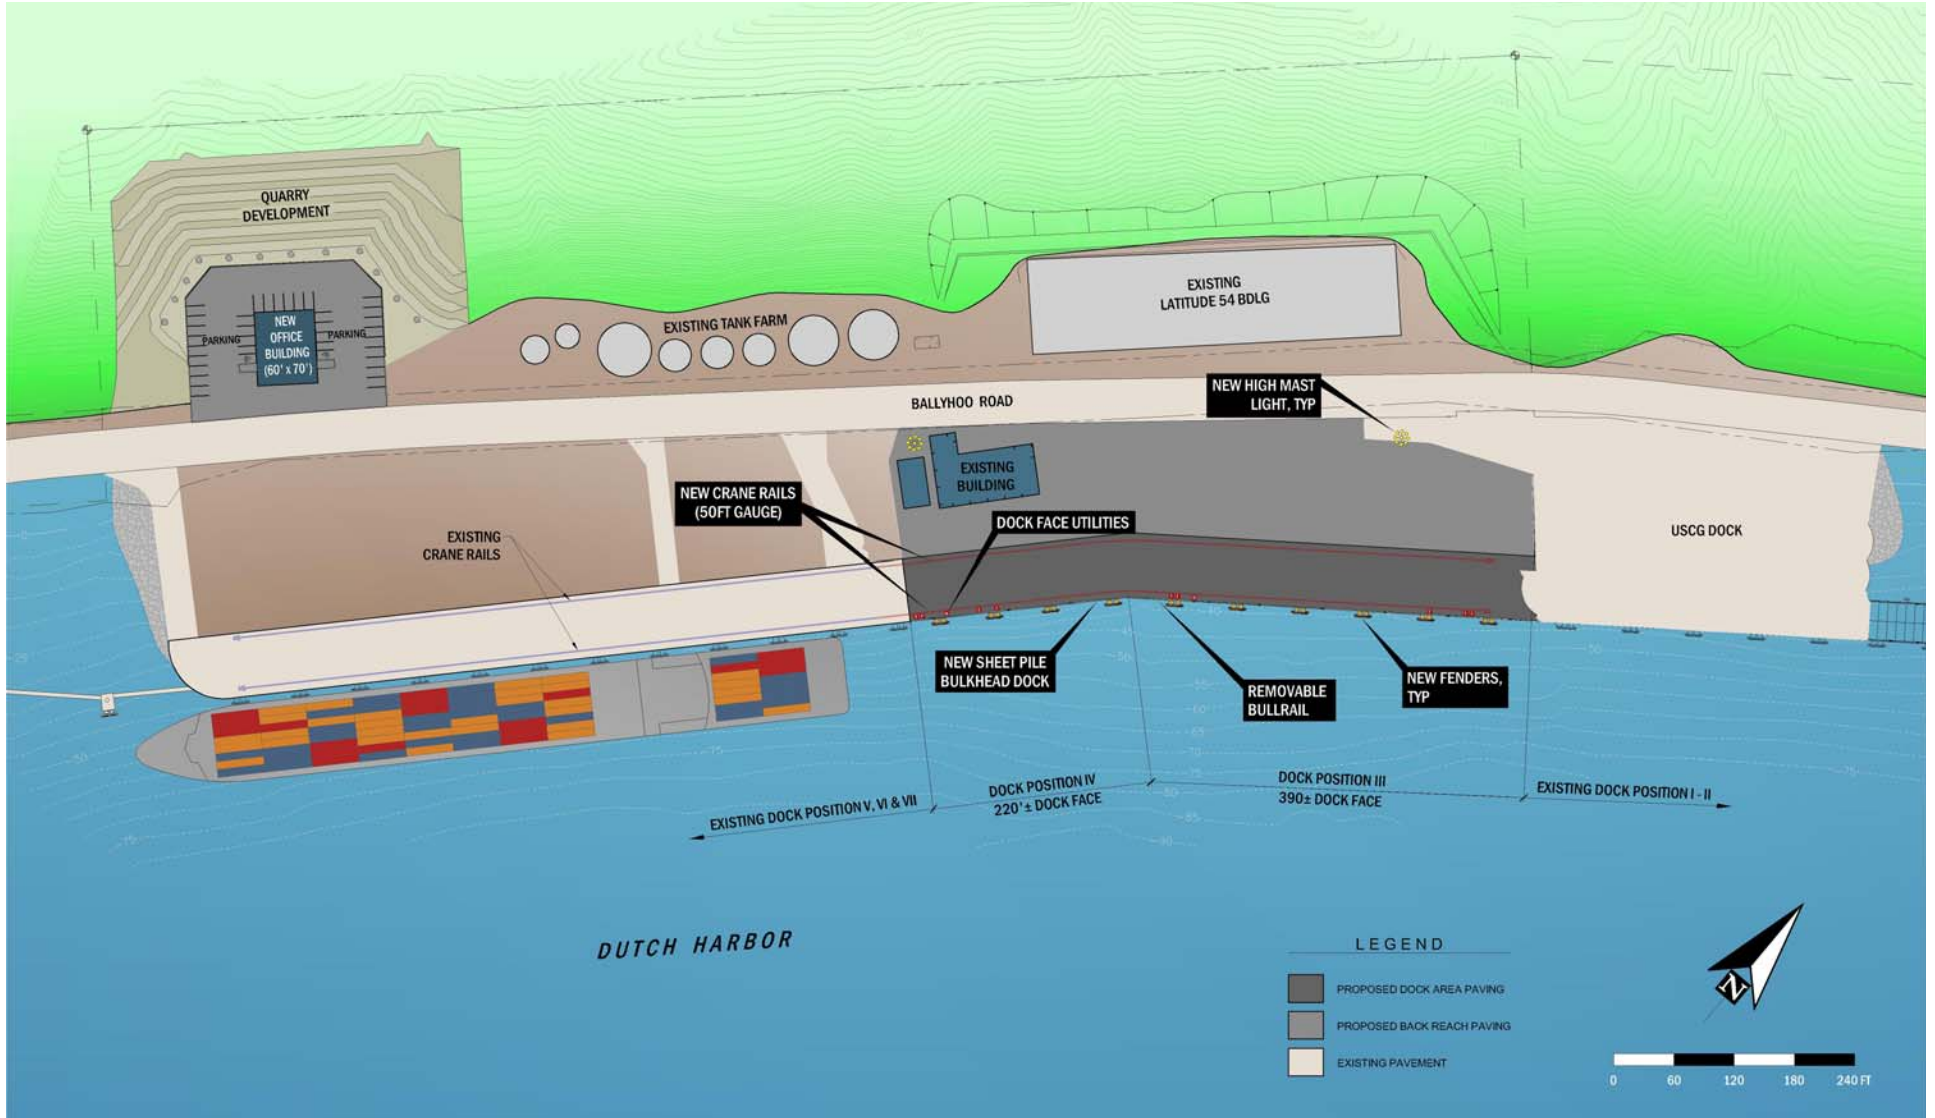 QUARRY
DEVELOPMENT
NEW
OFFICE
BUILDING
(60' x 70')
PARKING
PARKING
EXISTING TANK FARM
EXISTING
LATITUDE 54 BDLG
NEW HIGH MAST
LIGHT, TYP
BALLYHOO ROAD
EXISTING
BUILDING
NEW CRANE RAILS
(50FT GAUGE)
DOCK FACE UTILITIES
EXISTING
CRANE RAILS
USCG DOCK
NEW SHEET PILE
BULKHEAD DOCK
REMOVABLE
BULLRAIL
NEW FENDERS,
TYP
EXISTING DOCK POSITION V, VI & VII
DOCK POSITION IV
220'± DOCK FACE
DOCK POSITION III
390± DOCK FACE
EXISTING DOCK POSITION I - II
DUTCH HARBOR
LEGEND
PROPOSED DOCK AREA PAVING
PROPOSED BACK REACH PAVING
EXISTING PAVEMENT
N
0 60 120 180 240 FT